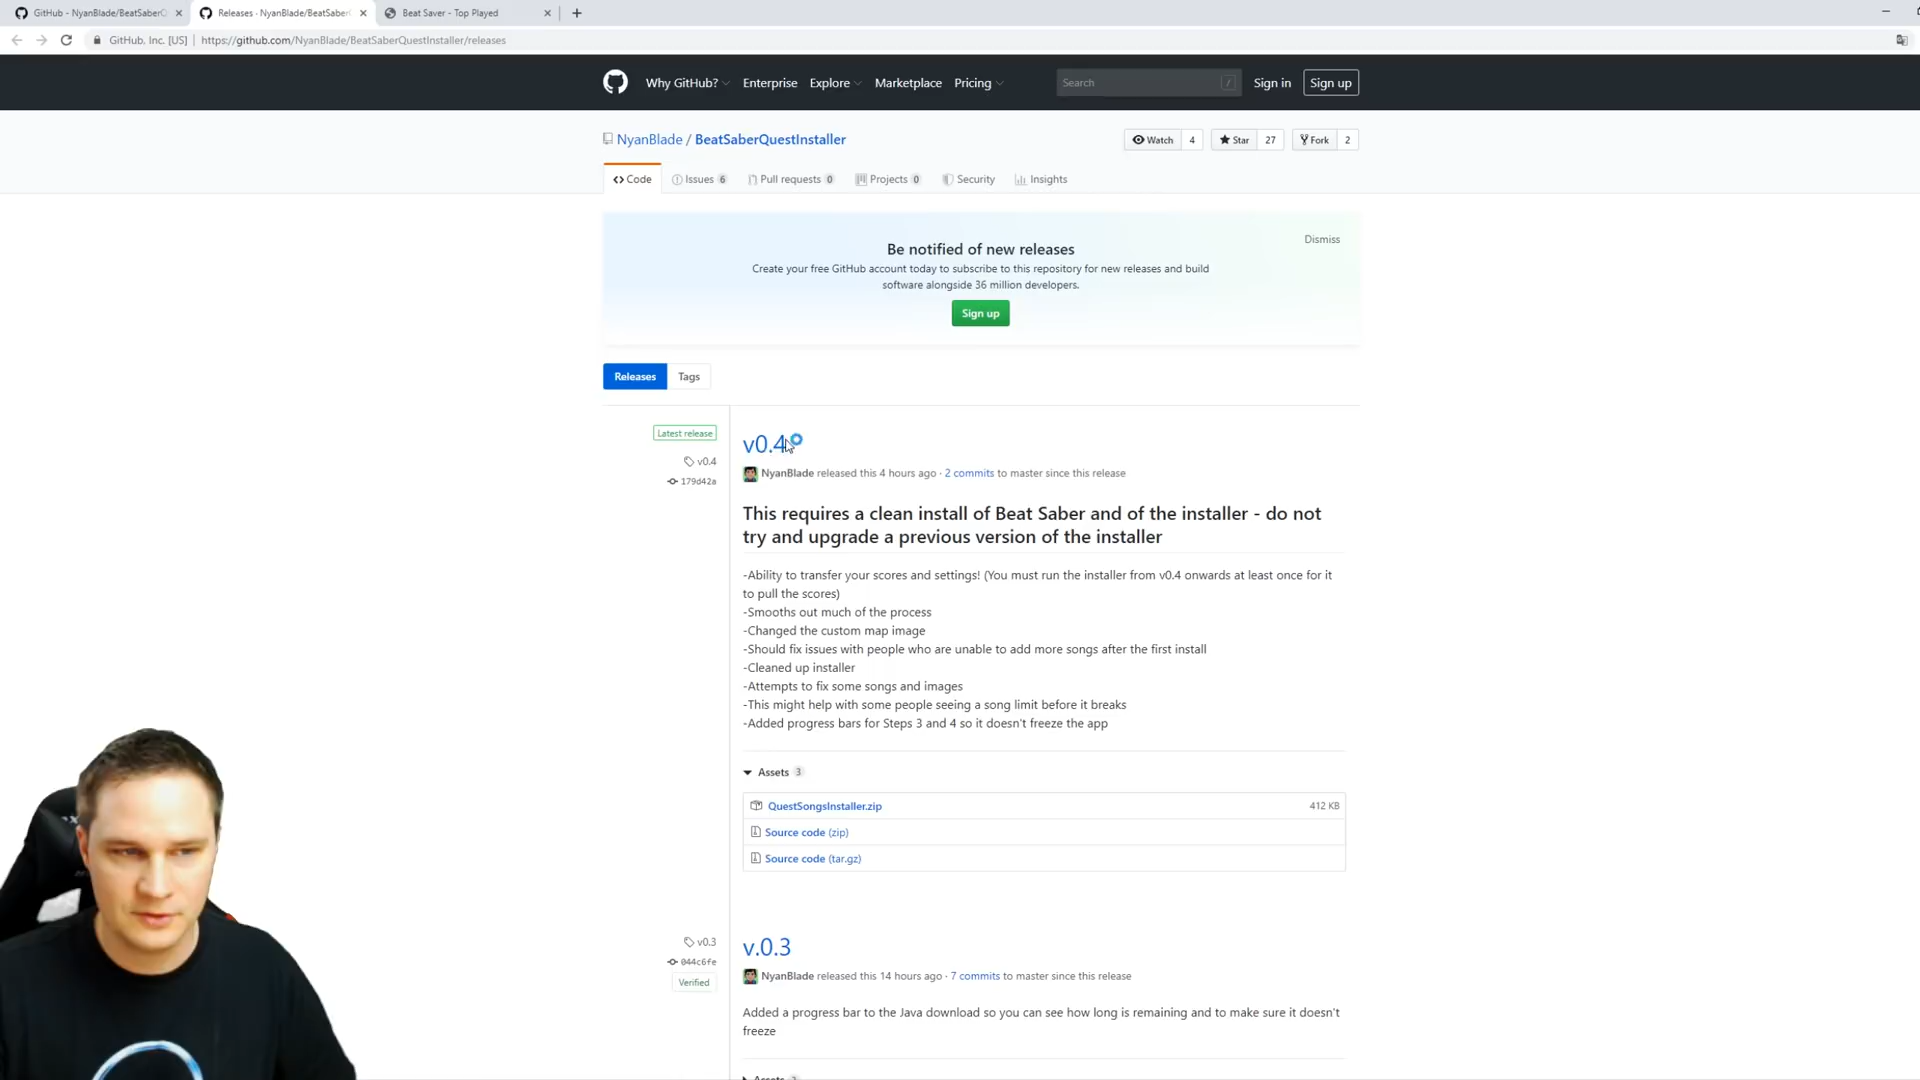 GitHub - NyanBlade/BeatSaberQ
Releases · NyanBlade/BeatSaber
Beat Saver - Top Played
GitHub, Inc. [US]
https://github.com/NyanBlade/BeatSaberQuestInstaller/releases
Why GitHub?
Enterprise
Explore
Marketplace
Pricing
Search
/
Sign in
Sign up
NyanBlade / BeatSaberQuestInstaller
Watch 4
Star 27
Fork 2
Code
Issues 6
Pull requests 0
Projects 0
Security
Insights
Be notified of new releases
Dismiss
Create your free GitHub account today to subscribe to this repository for new releases and build
software alongside 36 million developers.
Sign up
Releases
Tags
Latest release
v0.4
179d42a
v0.4
NyanBlade released this 4 hours ago · 2 commits to master since this release
This requires a clean install of Beat Saber and of the installer - do not
try and upgrade a previous version of the installer
-Ability to transfer your scores and settings! (You must run the installer from v0.4 onwards at least once for it
to pull the scores)
-Smooths out much of the process
-Changed the custom map image
-Should fix issues with people who are unable to add more songs after the first install
-Cleaned up installer
-Attempts to fix some songs and images
-This might help with some people seeing a song limit before it breaks
-Added progress bars for Steps 3 and 4 so it doesn't freeze the app
Assets 3
QuestSongsInstaller.zip
412 KB
Source code (zip)
Source code (tar.gz)
v0.3
044c6fe
Verified
v.0.3
NyanBlade released this 14 hours ago · 7 commits to master since this release
Added a progress bar to the Java download so you can see how long is remaining and to make sure it doesn't
freeze
Assets